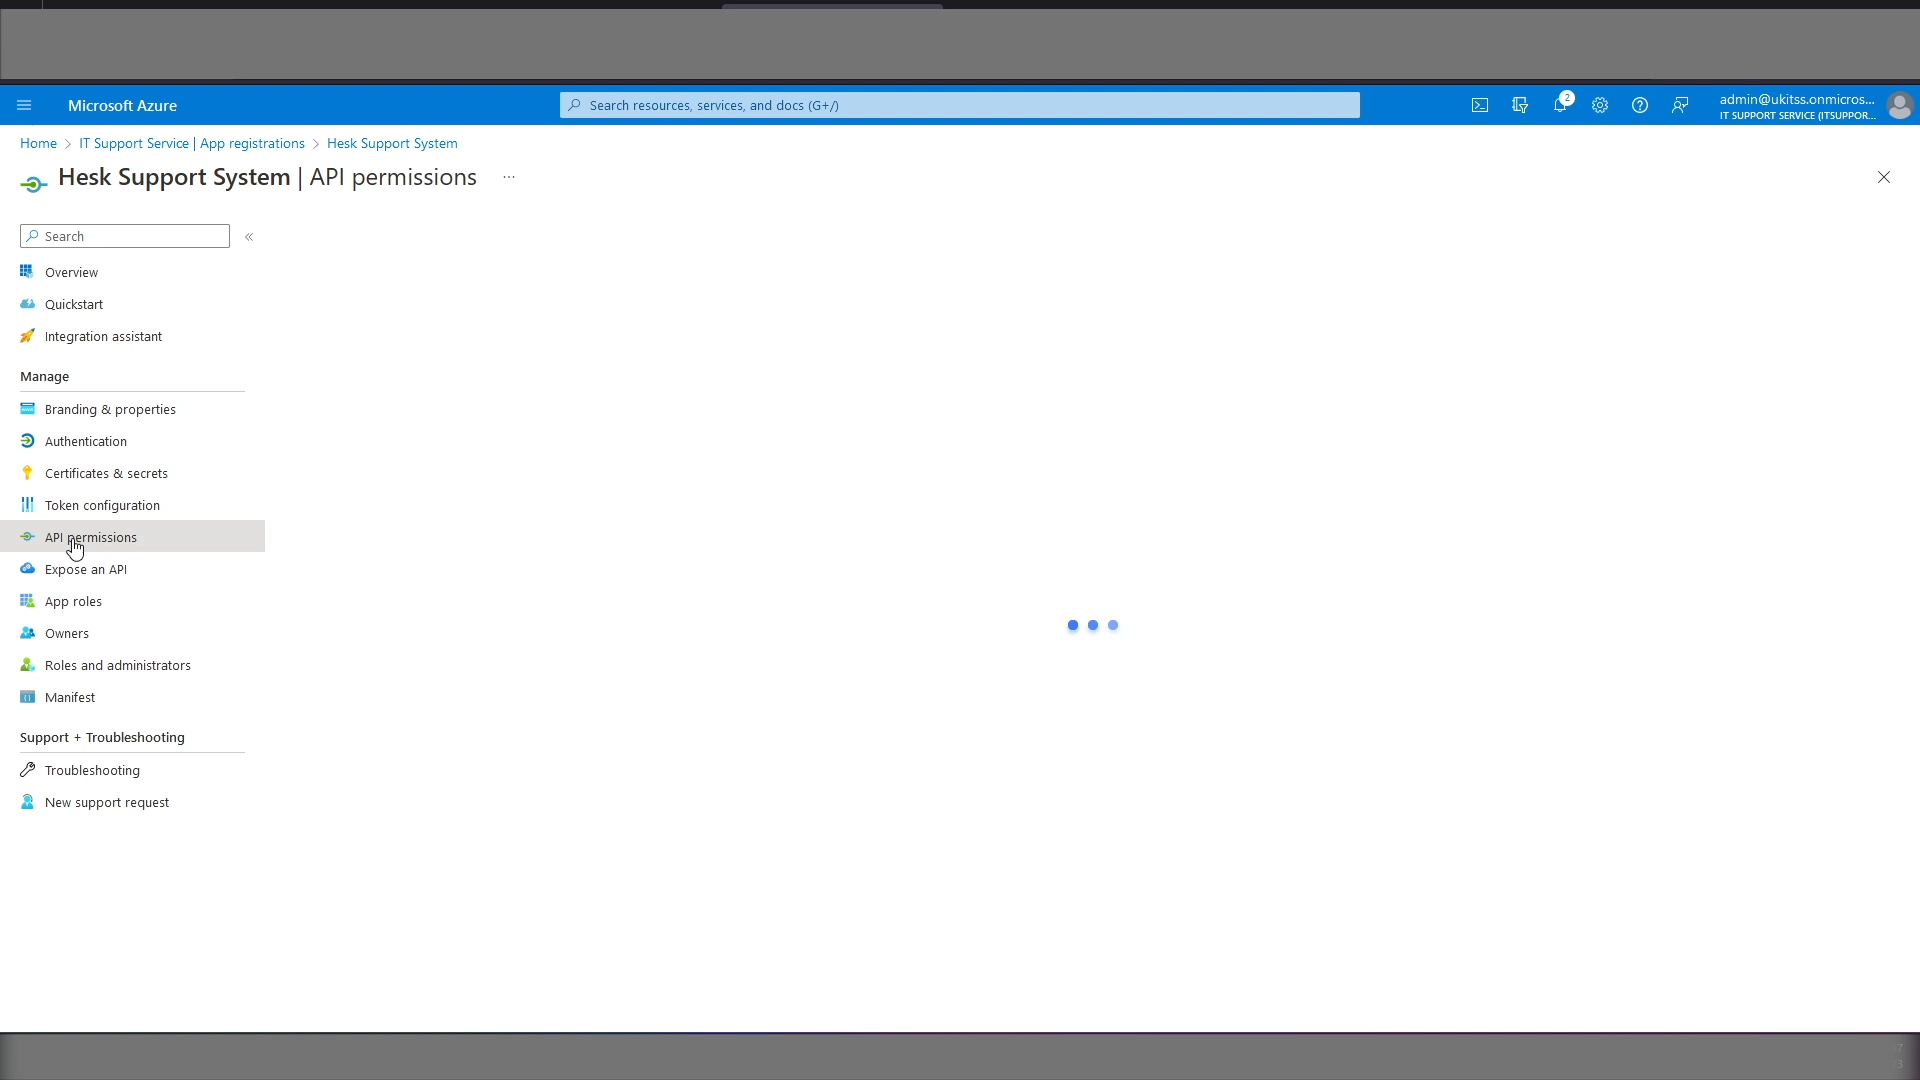 Microsoft Azure
Search resources, services, and docs (G+/)
2
admin@ukitss.onmicros...
IT SUPPORT SERVICE (ITSUPPOR...
Home > IT Support Service | App registrations > Hesk Support System
Hesk Support System | API permissions ...
Search
Overview
Quickstart
Integration assistant
Manage
Branding & properties
Authentication
Certificates & secrets
Token configuration
API permissions
Expose an API
App roles
Owners
Roles and administrators
Manifest
Support + Troubleshooting
Troubleshooting
New support request